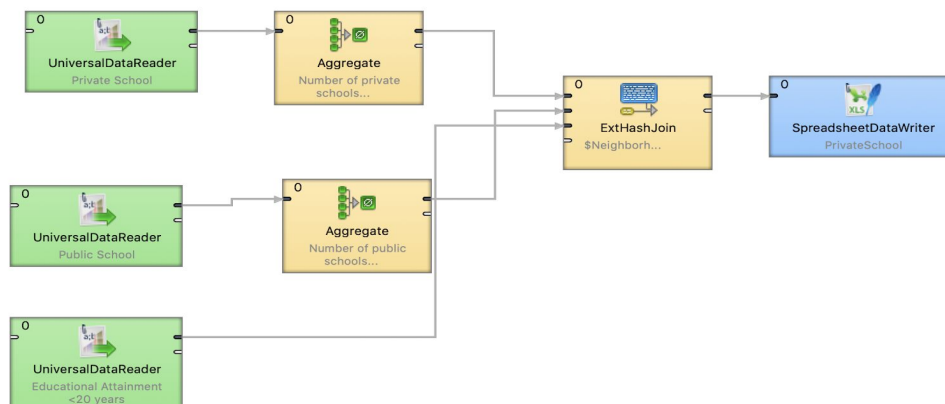 0
UniversalDataReader
Private School
0
Aggregate
Number of private
schools...
0
ExtHashJoin
$Neighborh...
0
XLS
SpreadsheetDataWriter
PrivateSchool
0
UniversalDataReader
Public School
0
Aggregate
Number of public
schools...
0
UniversalDataReader
Educational Attainment
<20 years